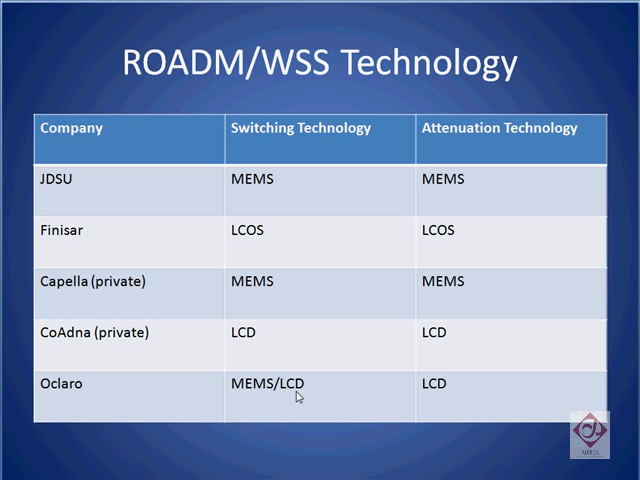 ROADM/WSS Technology
Company Switching Technology Attenuation Technology
JDSU MEMS MEMS
Finisar LCOS LCOS
Capella (private) MEMS MEMS
CoAdna (private) LCD LCD
Oclaro MEMS/LCD LCD